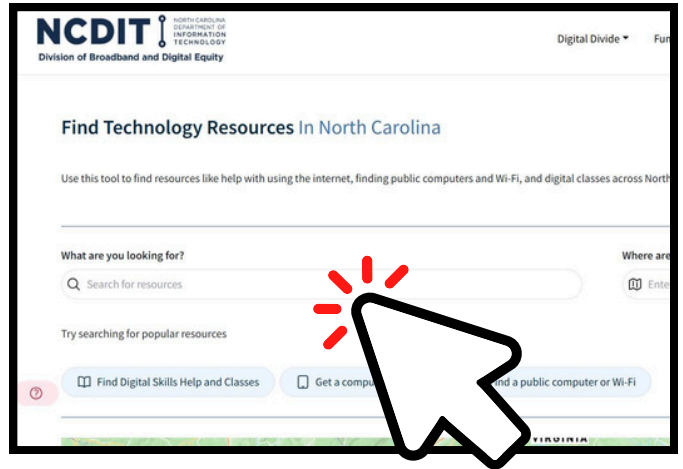 NCDIT
NORTH CAROLINA
DEPARTMENT OF
INFORMATION
TECHNOLOGY
Division of Broadband and Digital Equity
Digital Divide
Fun
Find Technology Resources In North Carolina
Use this tool to find resources like help with using the internet, finding public computers and Wi-Fi, and digital classes across North
What are you looking for?
Where are
Search for resources
Ente
Try searching for popular resources
Find Digital Skills Help and Classes
Get a compu
nd a public computer or Wi-Fi
VIRGINIA